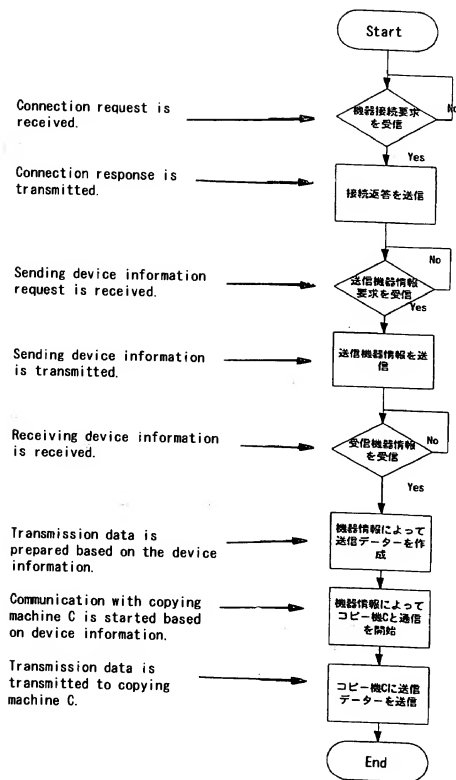 Start
Connection request is
received.
機器接続要求
を受信
No
Yes
Connection response is
transmitted.
接続返答を送信
No
Sending device information
request is received.
送信機器情報
要求を受信
Yes
Sending device information
is transmitted.
送信機器情報を送
信
Receiving device information
is received.
受信機器情報
を受信
No
Yes
Transmission data is
prepared based on the device
information.
機器情報によって
送信データーを作
成
Communication with copying
machine C is started based
on device information.
機器情報によって
コピー機Cと通信
を開始
Transmission data is
transmitted to copying
machine C.
コピー機Cに送信
データーを送信
End